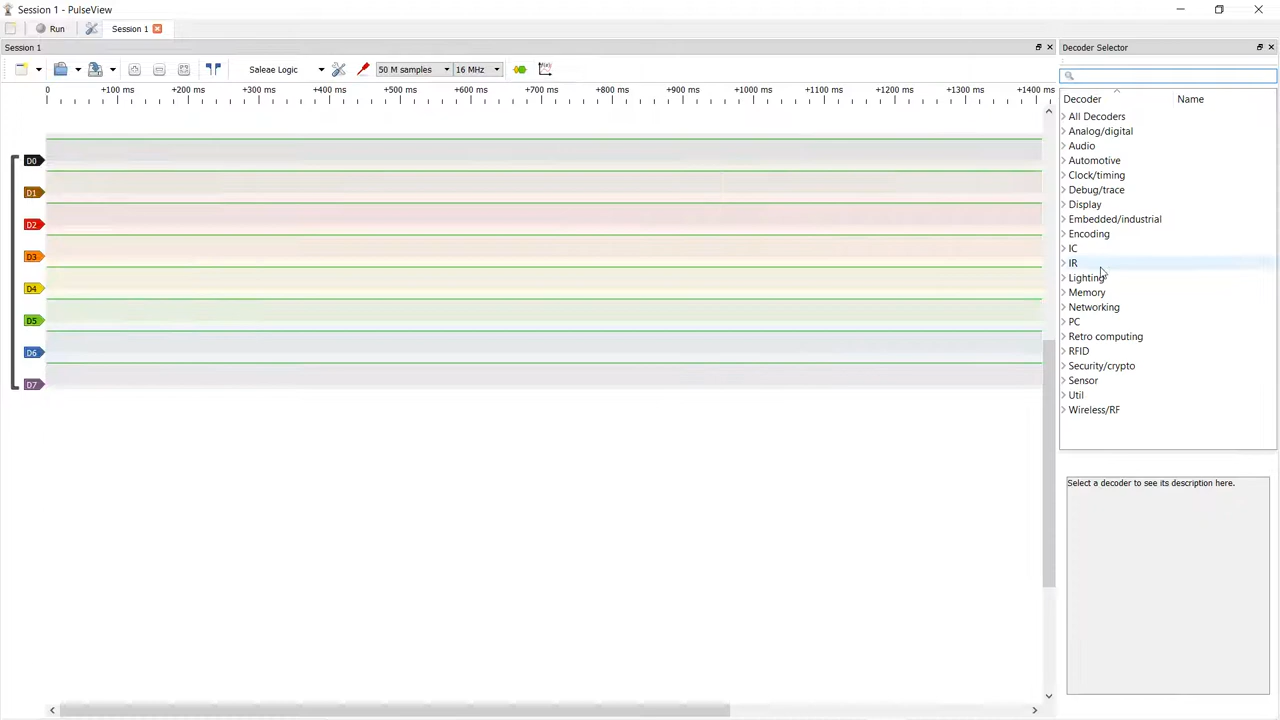 Session 1 - PulseView
Run
Session 1
Session 1
Decoder Selector
Saleae Logic
50 M samples
16 MHz
0 +100 ms +200 ms +300 ms +400 ms +500 ms +600 ms +700 ms +800 ms +900 ms +1000 ms +1100 ms +1200 ms +1300 ms +1400 ms
D0
D1
D2
D3
D4
D5
D6
D7
Decoder Name
All Decoders
Analog/digital
Audio
Automotive
Clock/timing
Debug/trace
Display
Embedded/industrial
Encoding
IC
IR
Lighting
Memory
Networking
PC
Retro computing
RFID
Security/crypto
Sensor
Util
Wireless/RF
Select a decoder to see its description here.